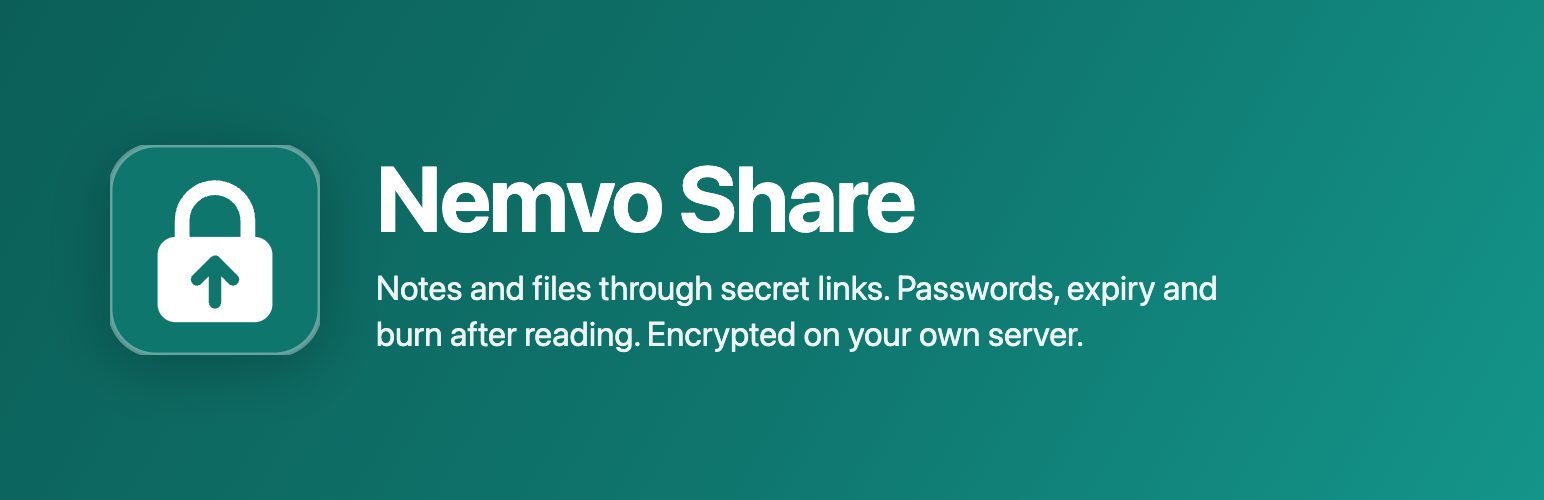 Nemvo Share
Notes and files through secret links. Passwords, expiry and
burn after reading. Encrypted on your own server.